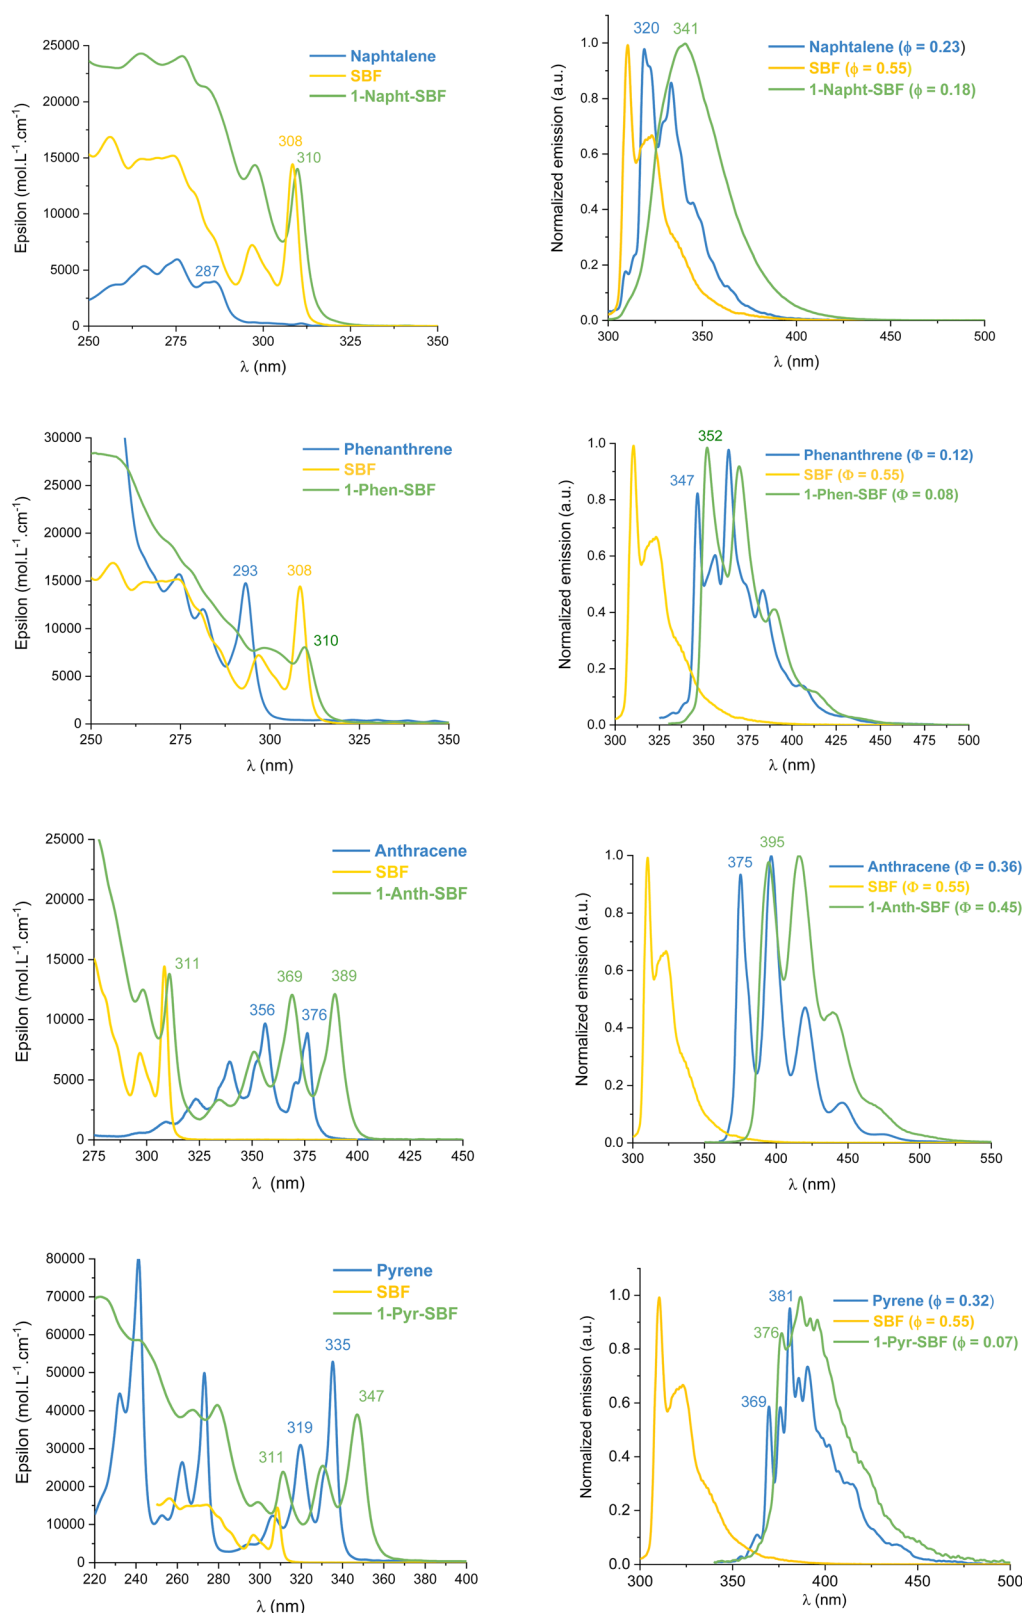 25000
20000
15000
10000
5000
0
Epsilon (mol.L-1.cm-1)
Naphtalene
SBF
1-Napht-SBF
308
310
287
250 275 300 325 350
λ (nm)
320 341
1.0
0.8
0.6
0.4
0.2
0.0
Normalized emission (a.u.)
Naphtalene (ϕ = 0.23)
SBF (ϕ = 0.55)
1-Napht-SBF (ϕ = 0.18)
300 350 400 450 500
λ (nm)
30000
25000
20000
15000
10000
5000
0
Epsilon (mol.L-1.cm-1)
Phenanthrene
SBF
1-Phen-SBF
293 308
310
250 275 300 325 350
λ (nm)
352
347
1.0
0.8
0.6
0.4
0.2
0.0
Normalized emission (a.u.)
Phenanthrene (Φ = 0.12)
SBF (Φ = 0.55)
1-Phen-SBF (Φ = 0.08)
300 325 350 375 400 425 450 475 500
λ (nm)
25000
20000
15000
10000
5000
0
Epsilon (mol.L-1.cm-1)
Anthracene
SBF
1-Anth-SBF
311 369 389
356 376
275 300 325 350 375 400 425 450
λ (nm)
395
375
1.0
0.8
0.6
0.4
0.2
0.0
Normalized emission (a.u.)
Anthracene (Φ = 0.36)
SBF (Φ = 0.55)
1-Anth-SBF (Φ = 0.45)
300 350 400 450 500 550
λ (nm)
80000
70000
60000
50000
40000
30000
20000
10000
0
Epsilon (mol.L-1.cm-1)
Pyrene
SBF
1-Pyr-SBF
335
347
319
311
220 240 260 280 300 320 340 360 380 400
λ (nm)
381
376
369
1.0
0.8
0.6
0.4
0.2
0.0
Normalized emission (a.u.)
Pyrene (ϕ = 0.32)
SBF (ϕ = 0.55)
1-Pyr-SBF (ϕ = 0.07)
300 350 400 450 500
λ (nm)